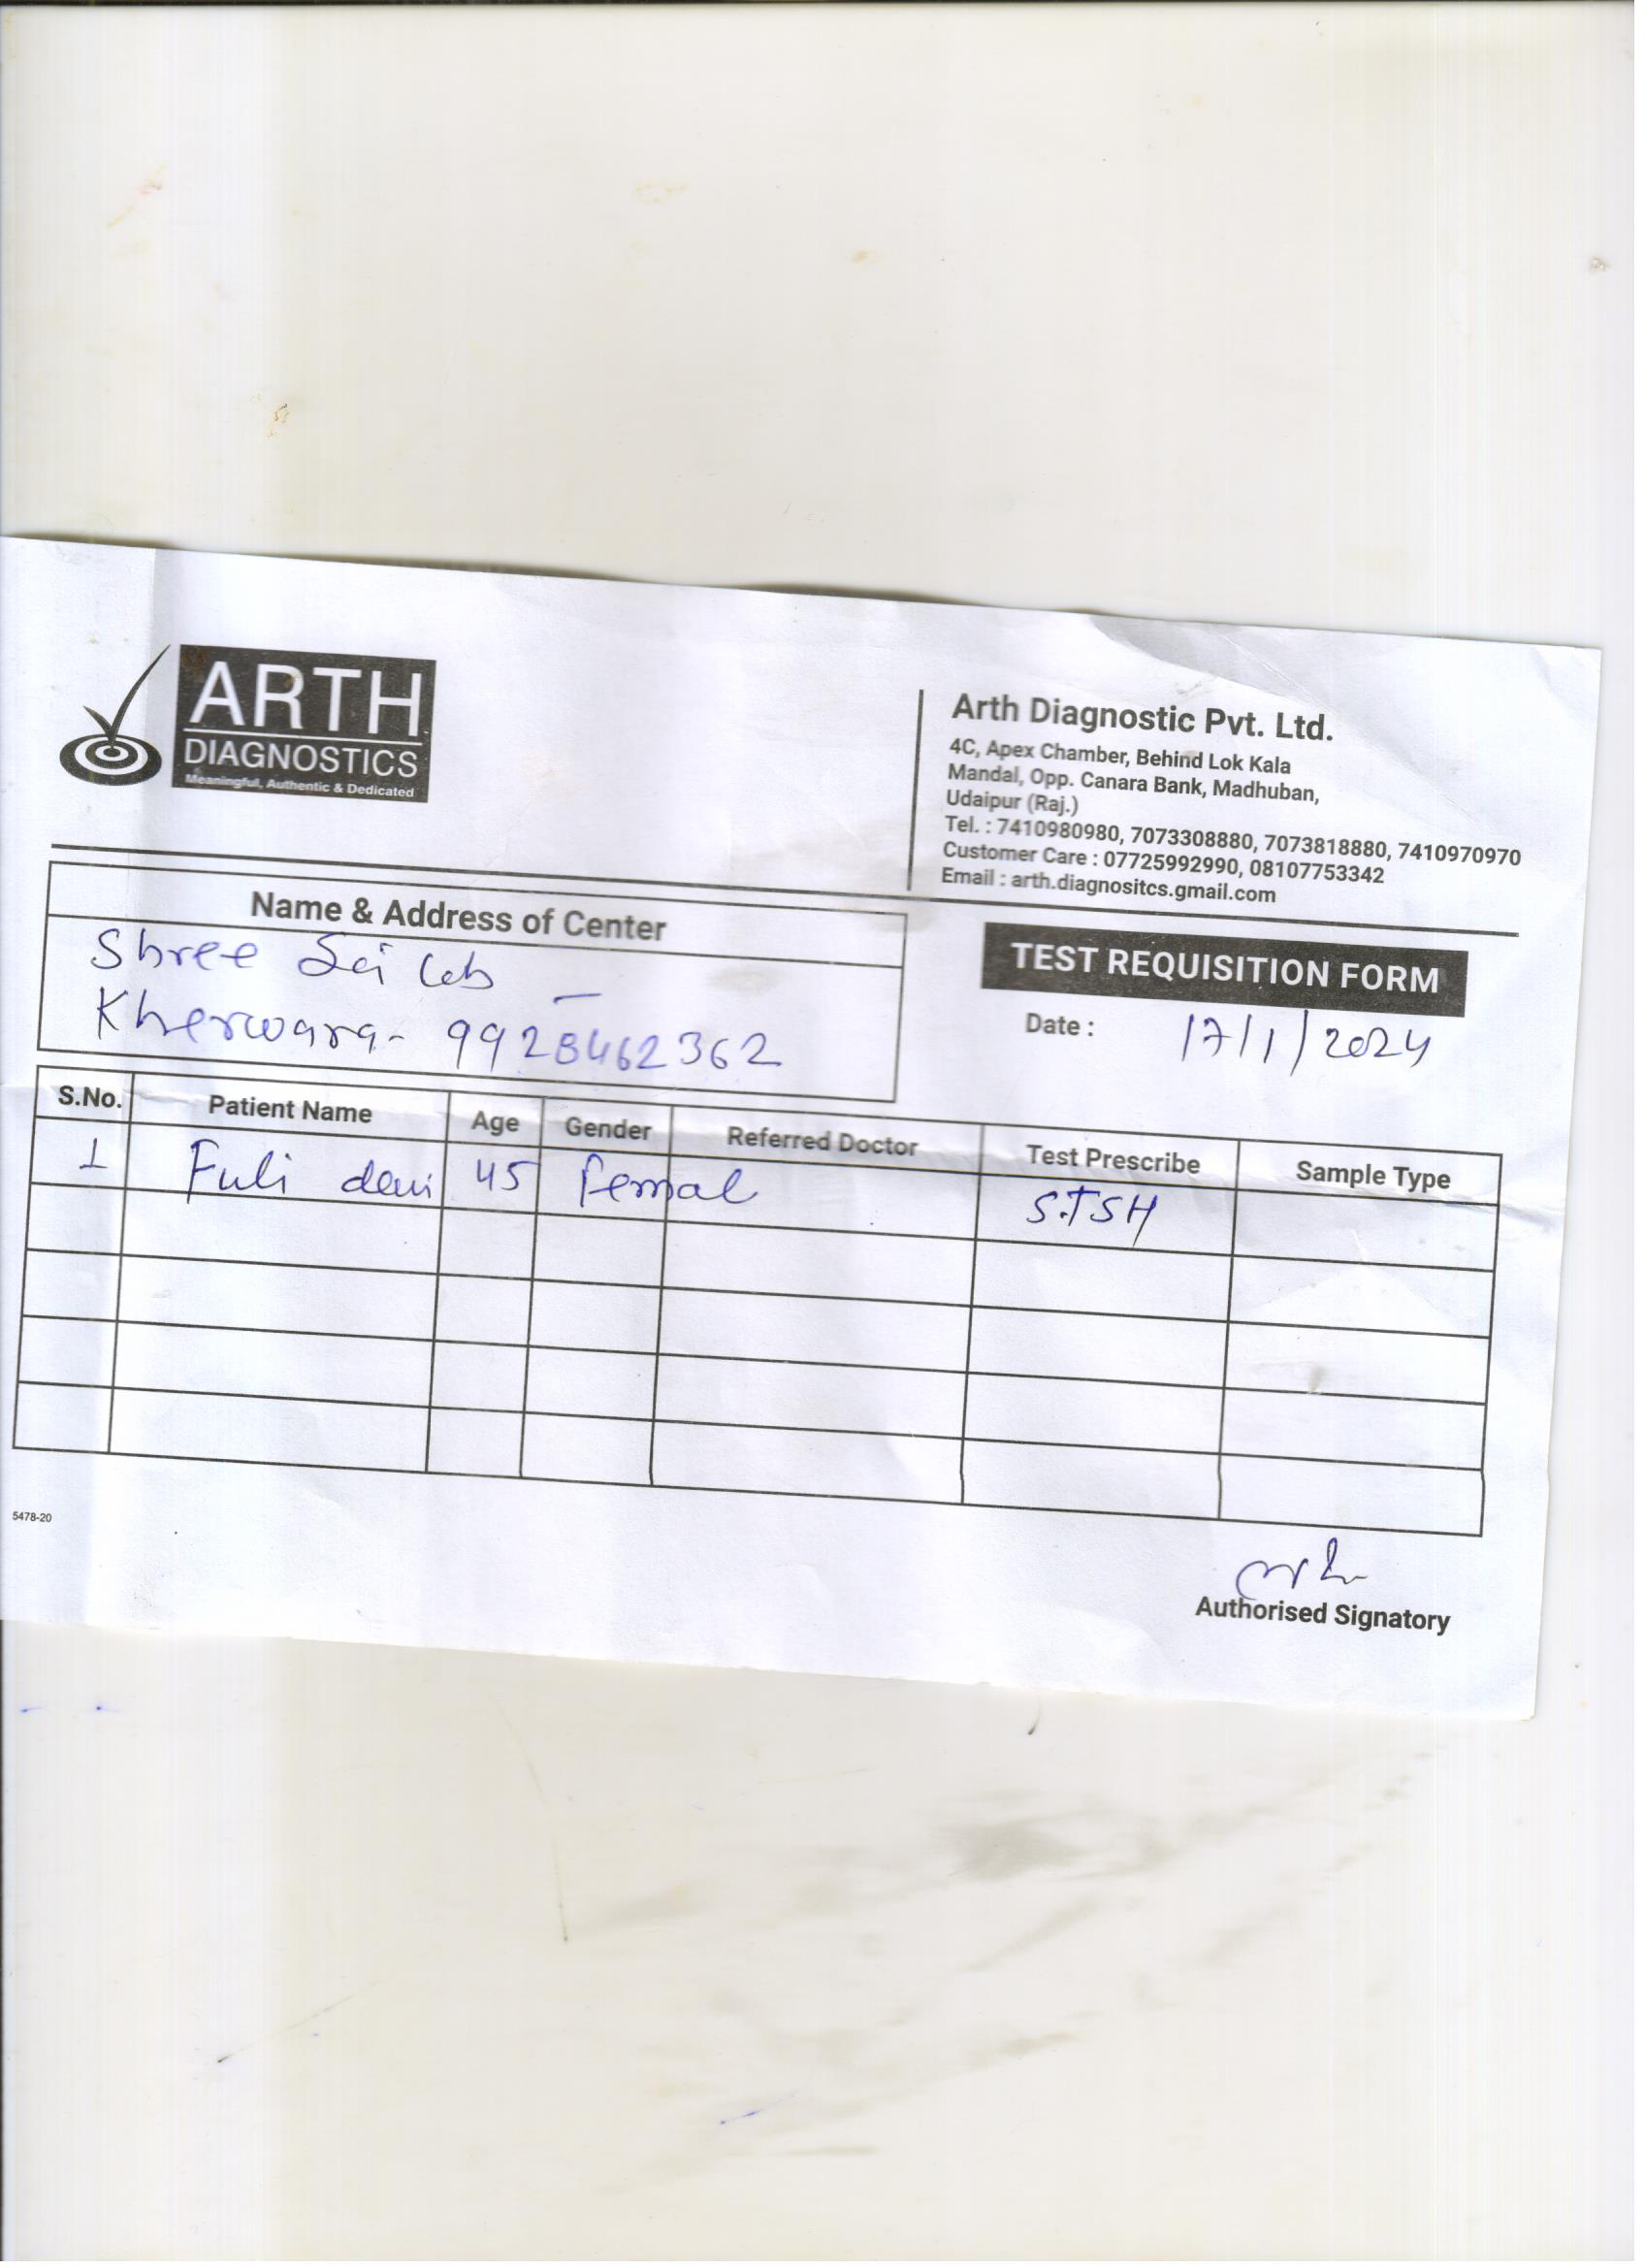 ARTH
DIAGNOSTICS
Meaningful, Authentic & Dedicated
Arth Diagnostic Pvt. Ltd.
4C, Apex Chamber, Behind Lok Kala
Mandal, Opp. Canara Bank, Madhuban,
Udaipur (Raj.)
Tel. : 7410980980, 7073308880, 7073818880, 7410970970
Customer Care : 07725992990, 08107753342
Email : arth.diagnositcs.gmail.com
Name & Address of Center
Shree Sai Lab
Kherwara- 9928462362
TEST REQUISITION FORM
Date : 17/1/2024
S.No. Patient Name Age Gender Referred Doctor Test Prescribe Sample Type
1 Fuli devi 45 femal S.TSH
5478-20
Authorised Signatory